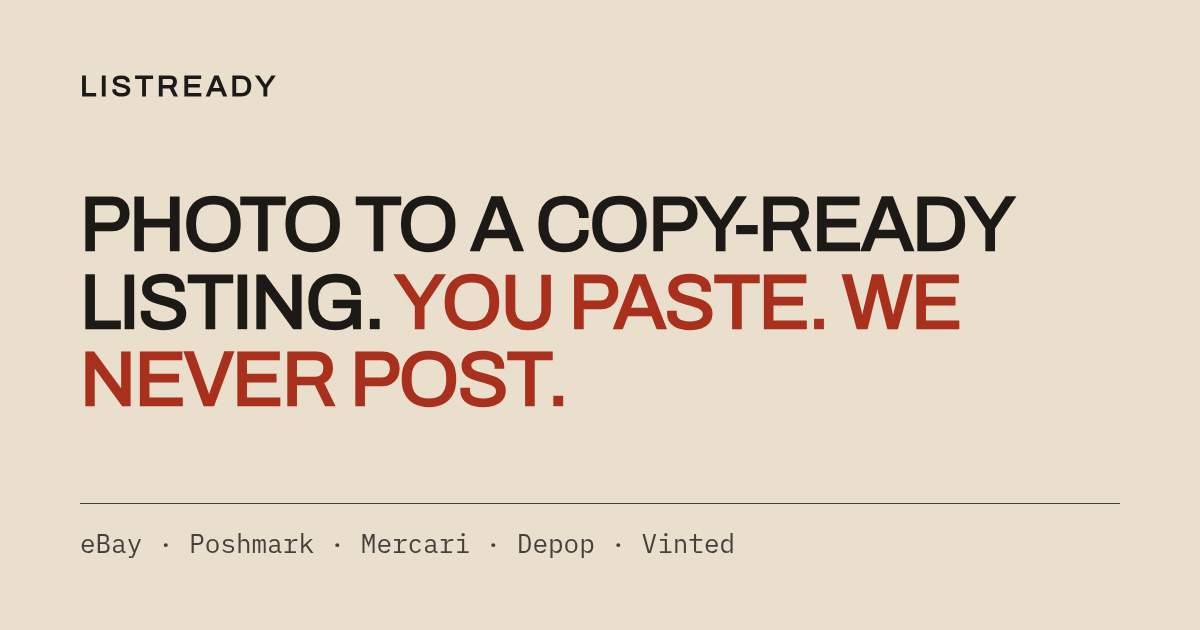 LISTREADY
PHOTO TO A COPY-READY
LISTING. YOU PASTE. WE
NEVER POST.
eBay · Poshmark · Mercari · Depop · Vinted